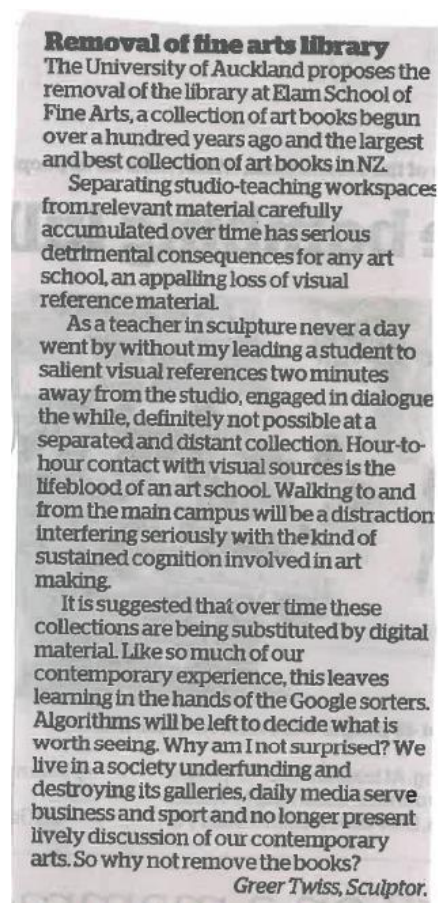 Removal of fine arts library
The University of Auckland proposes the
removal of the library at Elam School of
Fine Arts, a collection of art books begun
over a hundred years ago and the largest
and best collection of art books in NZ.
Separating studio-teaching workspaces
from relevant material carefully
accumulated over time has serious
detrimental consequences for any art
school, an appalling loss of visual
reference material.
As a teacher in sculpture never a day
went by without my leading a student to
salient visual references two minutes
away from the studio, engaged in dialogue
the while, definitely not possible at a
separated and distant collection. Hour-to-
hour contact with visual sources is the
lifeblood of an art school. Walking to and
from the main campus will be a distraction
interfering seriously with the kind of
sustained cognition involved in art
making.
It is suggested that over time these
collections are being substituted by digital
material. Like so much of our
contemporary experience, this leaves
learning in the hands of the Google sorters.
Algorithms will be left to decide what is
worth seeing. Why am I not surprised? We
live in a society underfunding and
destroying its galleries, daily media serve
business and sport and no longer present
lively discussion of our contemporary
arts. So why not remove the books?
Greer Twiss, Sculptor.